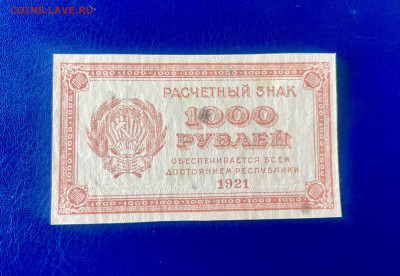 COINS.LAVE.RU
РАСЧЕТНЫЙ ЗНАК
1000
РУБЛЕЙ
ОБЕСПЕЧИВАЕТСЯ ВСЕМ
ДОСТОЯНИЕМ РЕСПУБЛИКИ
1921